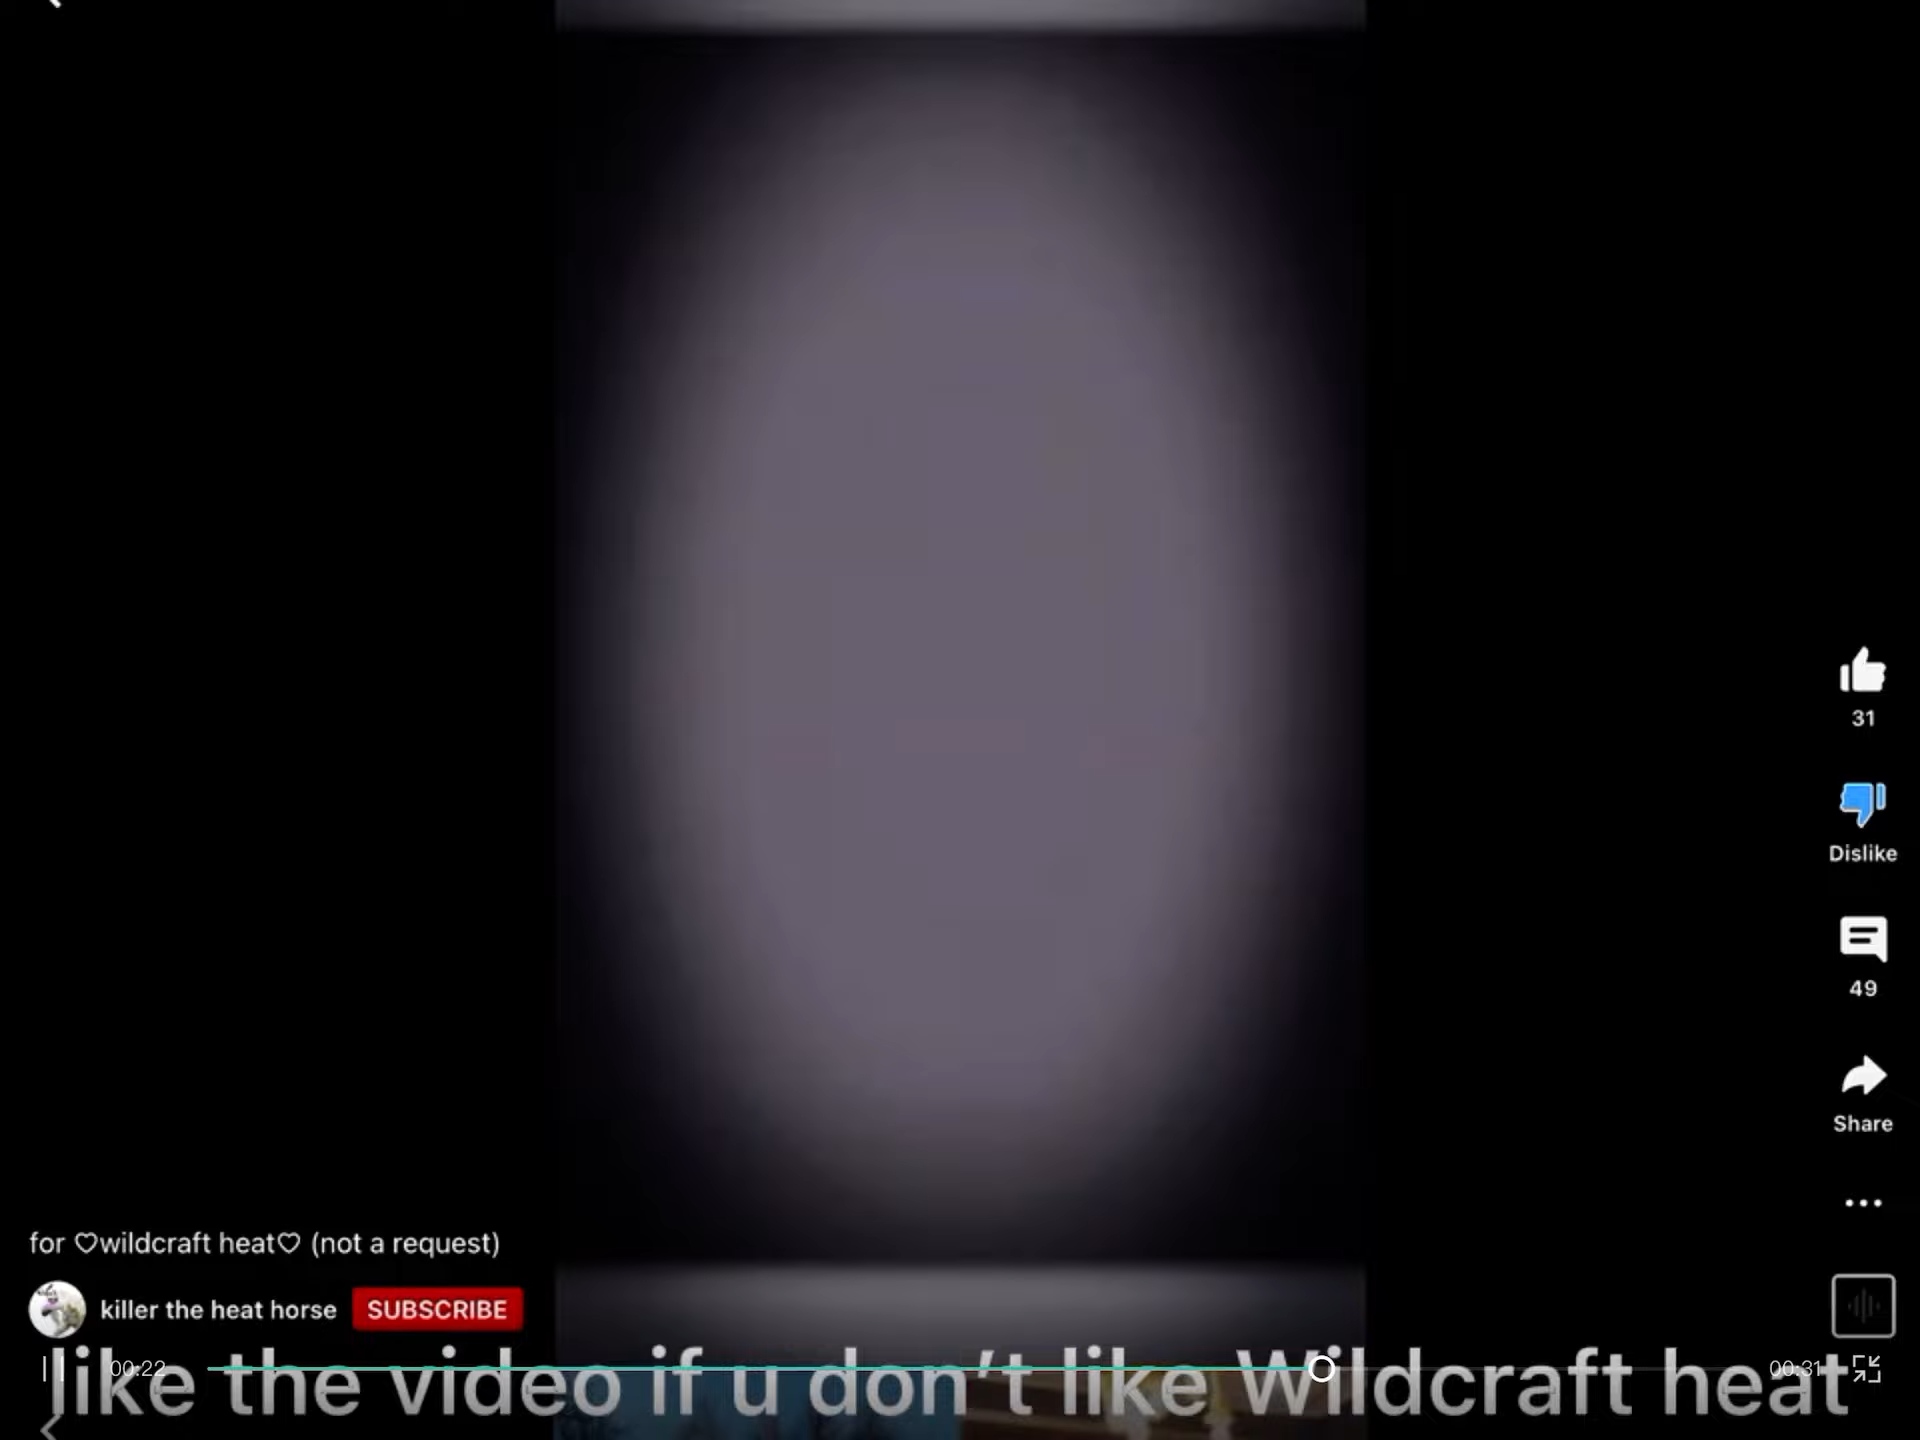 31
Dislike
49
Share
for ♡wildcraft heat♡ (not a request)
killer the heat horse SUBSCRIBE
00:22 00:31
like the video if u don't like Wildcraft heat